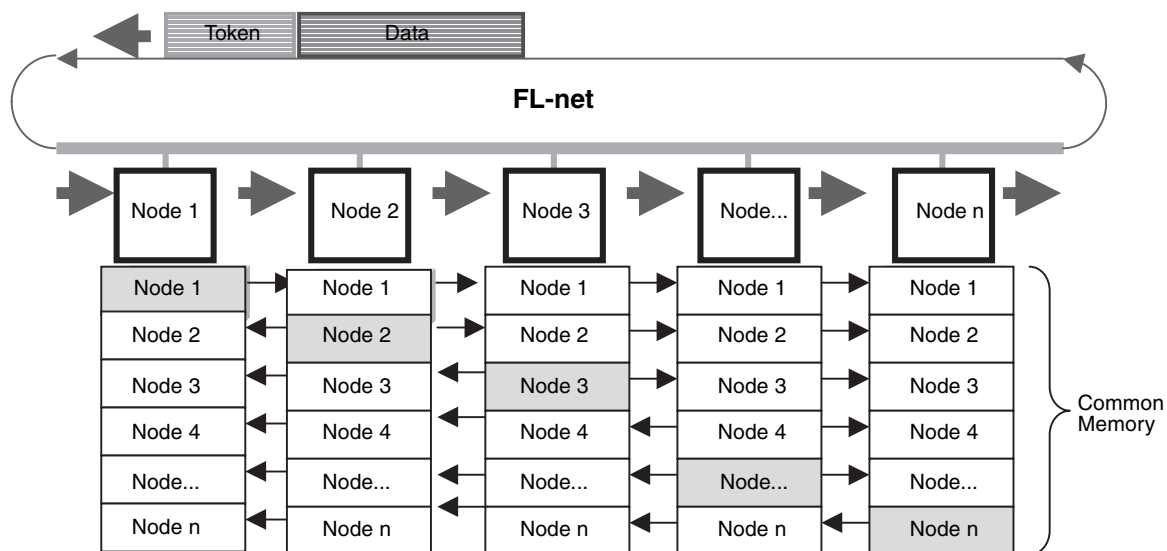 Token Data
FL-net
Node 1 Node 2 Node 3 Node... Node n
Node 1 Node 1 Node 1 Node 1 Node 1
Node 2 Node 2 Node 2 Node 2 Node 2
Node 3 Node 3 Node 3 Node 3 Node 3
Node 4 Node 4 Node 4 Node 4 Node 4
Node... Node... Node... Node... Node...
Node n Node n Node n Node n Node n
Common
Memory